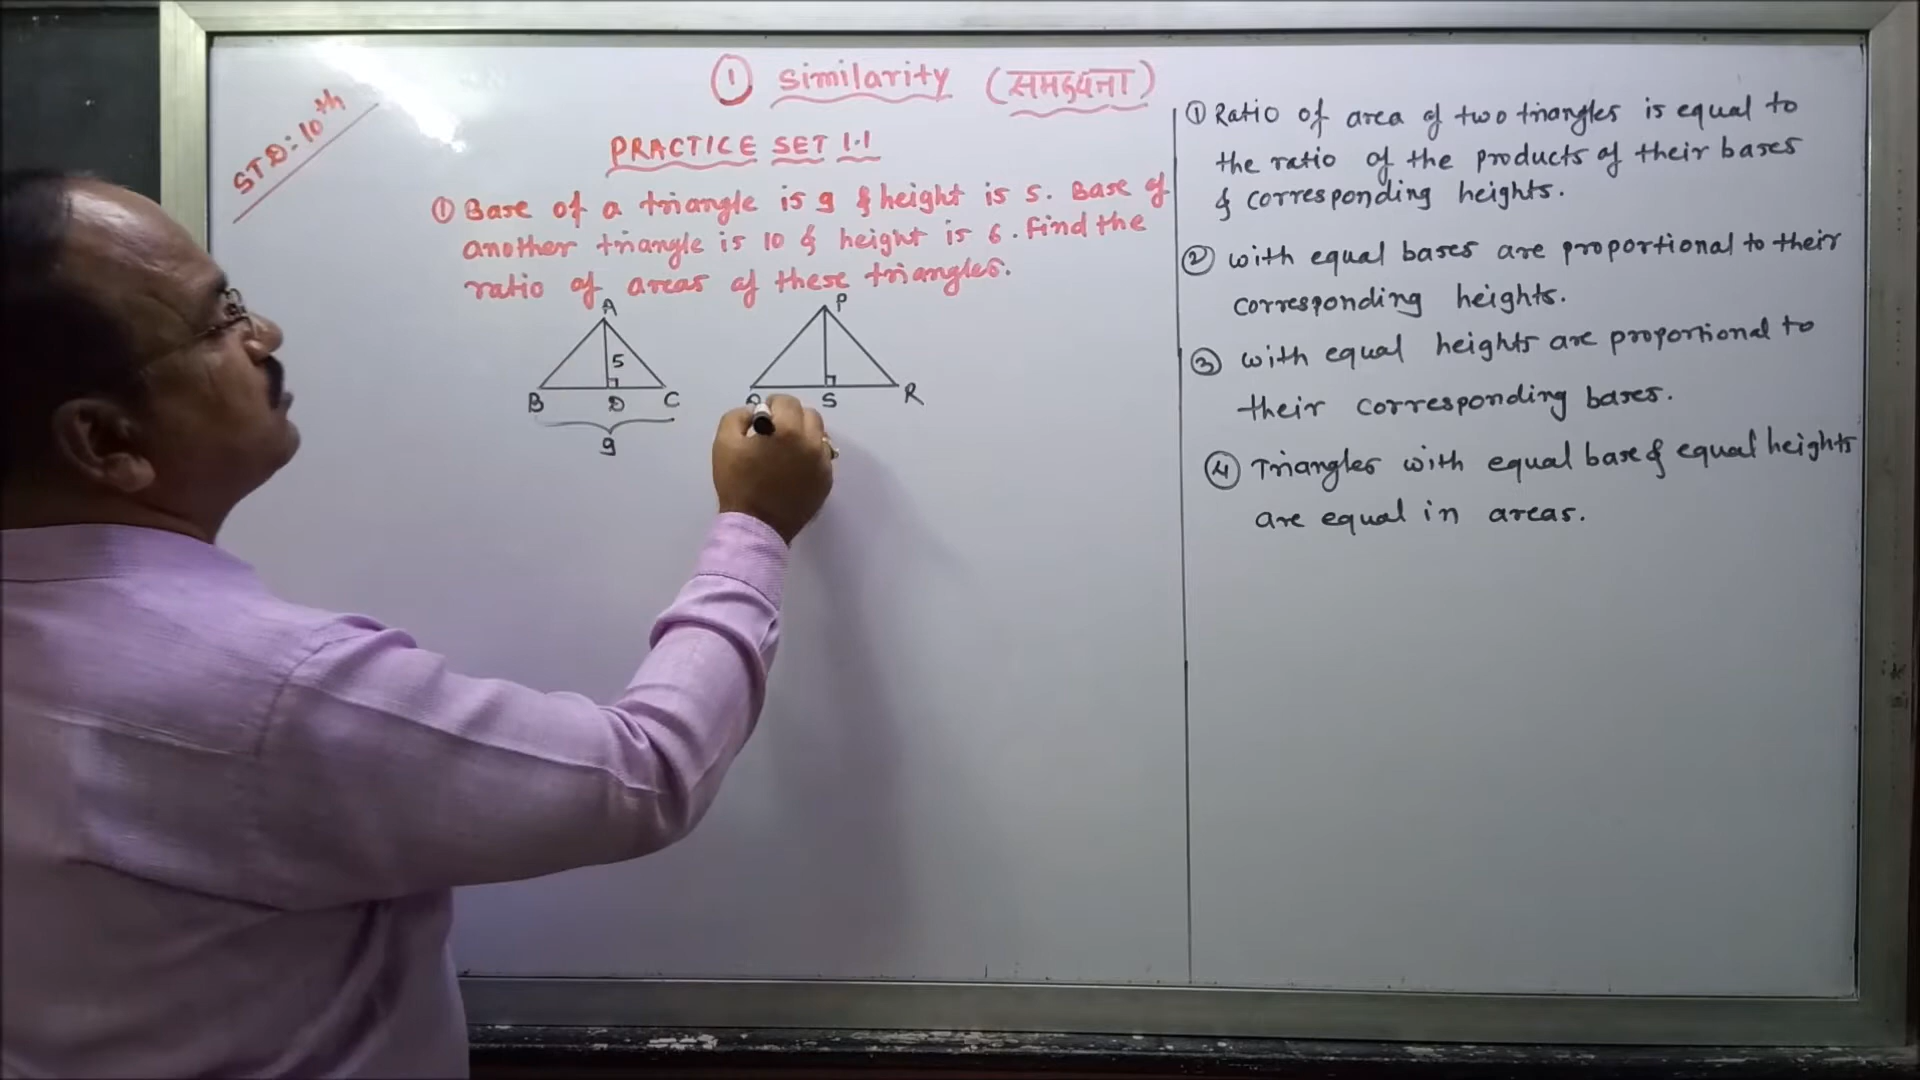 STD:10th
① Similarity (समरूपता)
PRACTICE SET 1.1
① Base of a triangle is 9 & height is 5. Base of
another triangle is 10 & height is 6. Find the
ratio of areas of these triangles.
A
5
B D C
9
P
S R
① Ratio of area of two triangles is equal to
the ratio of the products of their bases
& corresponding heights.
② with equal bases are proportional to their
corresponding heights.
③ with equal heights are proportional to
their corresponding bases.
④ Triangles with equal base & equal heights
are equal in areas.